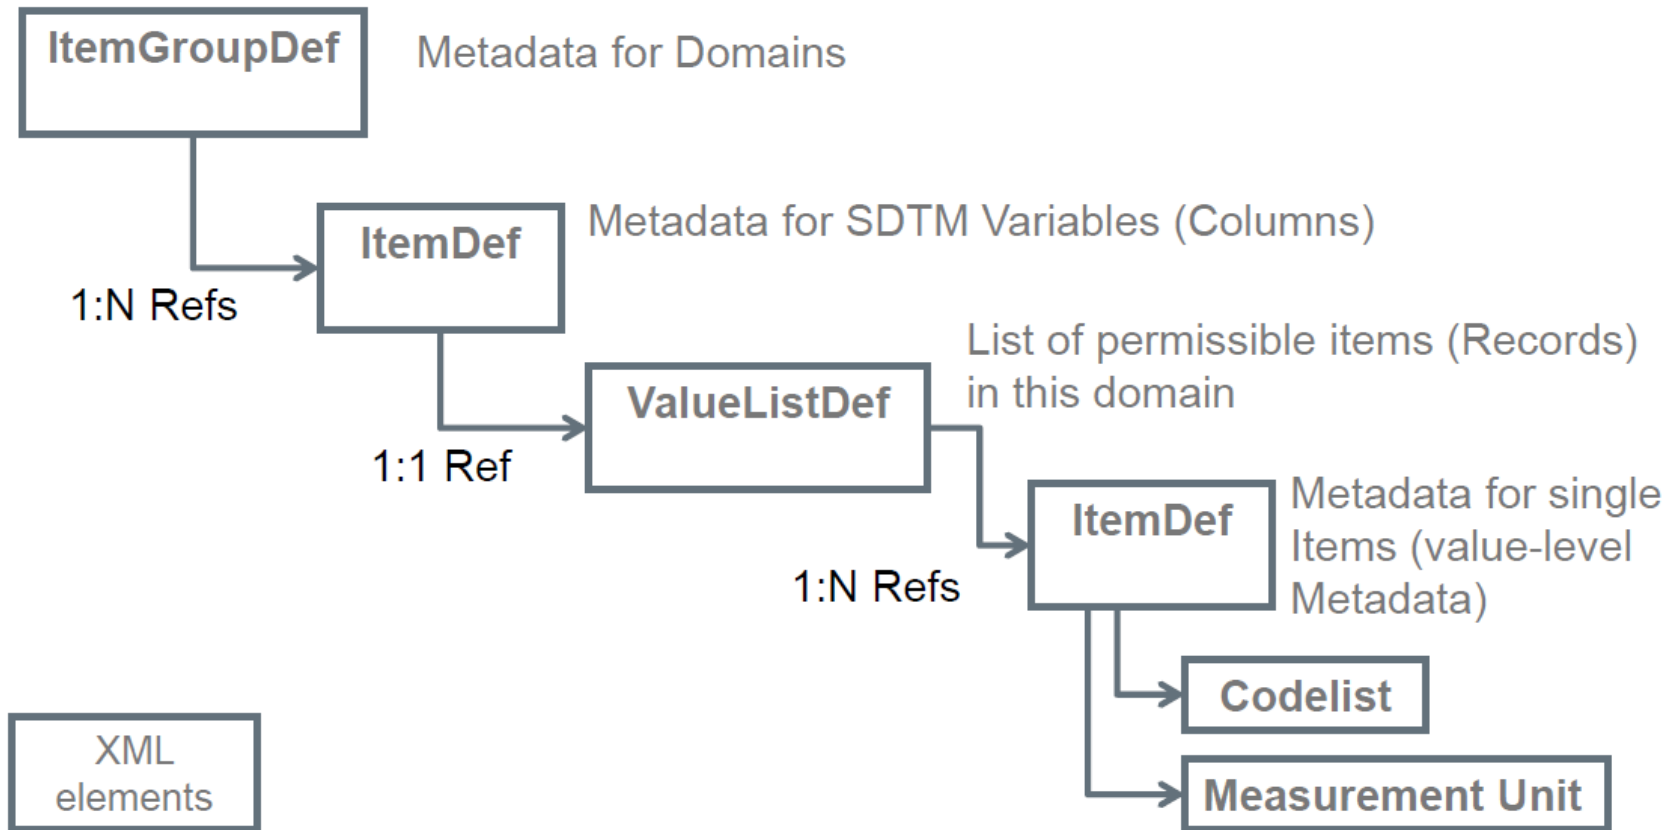 ItemGroupDef
Metadata for Domains
ItemDef
Metadata for SDTM Variables (Columns)
1:N Refs
ValueListDef
List of permissible items (Records)
in this domain
1:1 Ref
ItemDef
Metadata for single
Items (value-level
Metadata)
1:N Refs
Codelist
Measurement Unit
XML
elements